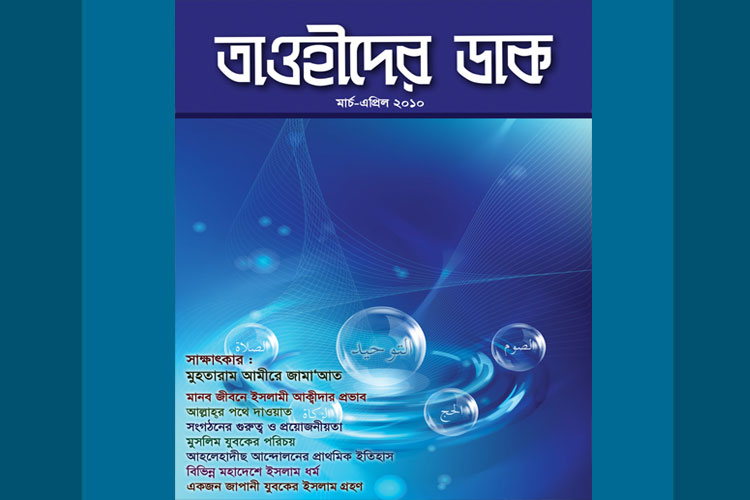 তাওহীদের ডাক
মার্চ-এপ্রিল ২০১০
الصلاة
التوحيد
الصوم
الزكاة
الحج
সাক্ষাৎকার :
মুহতারাম আমীরে জামা'আত
মানব জীবনে ইসলামী আক্বীদার প্রভাব
আল্লাহ্‌র পথে দাওয়াত
সংগঠনের গুরুত্ব ও প্রয়োজনীয়তা
মুসলিম যুবকের পরিচয়
আহলেহাদীছ আন্দোলনের প্রাথমিক ইতিহাস
বিভিন্ন মহাদেশে ইসলাম ধর্ম
একজন জাপানী যুবকের ইসলাম গ্রহণ